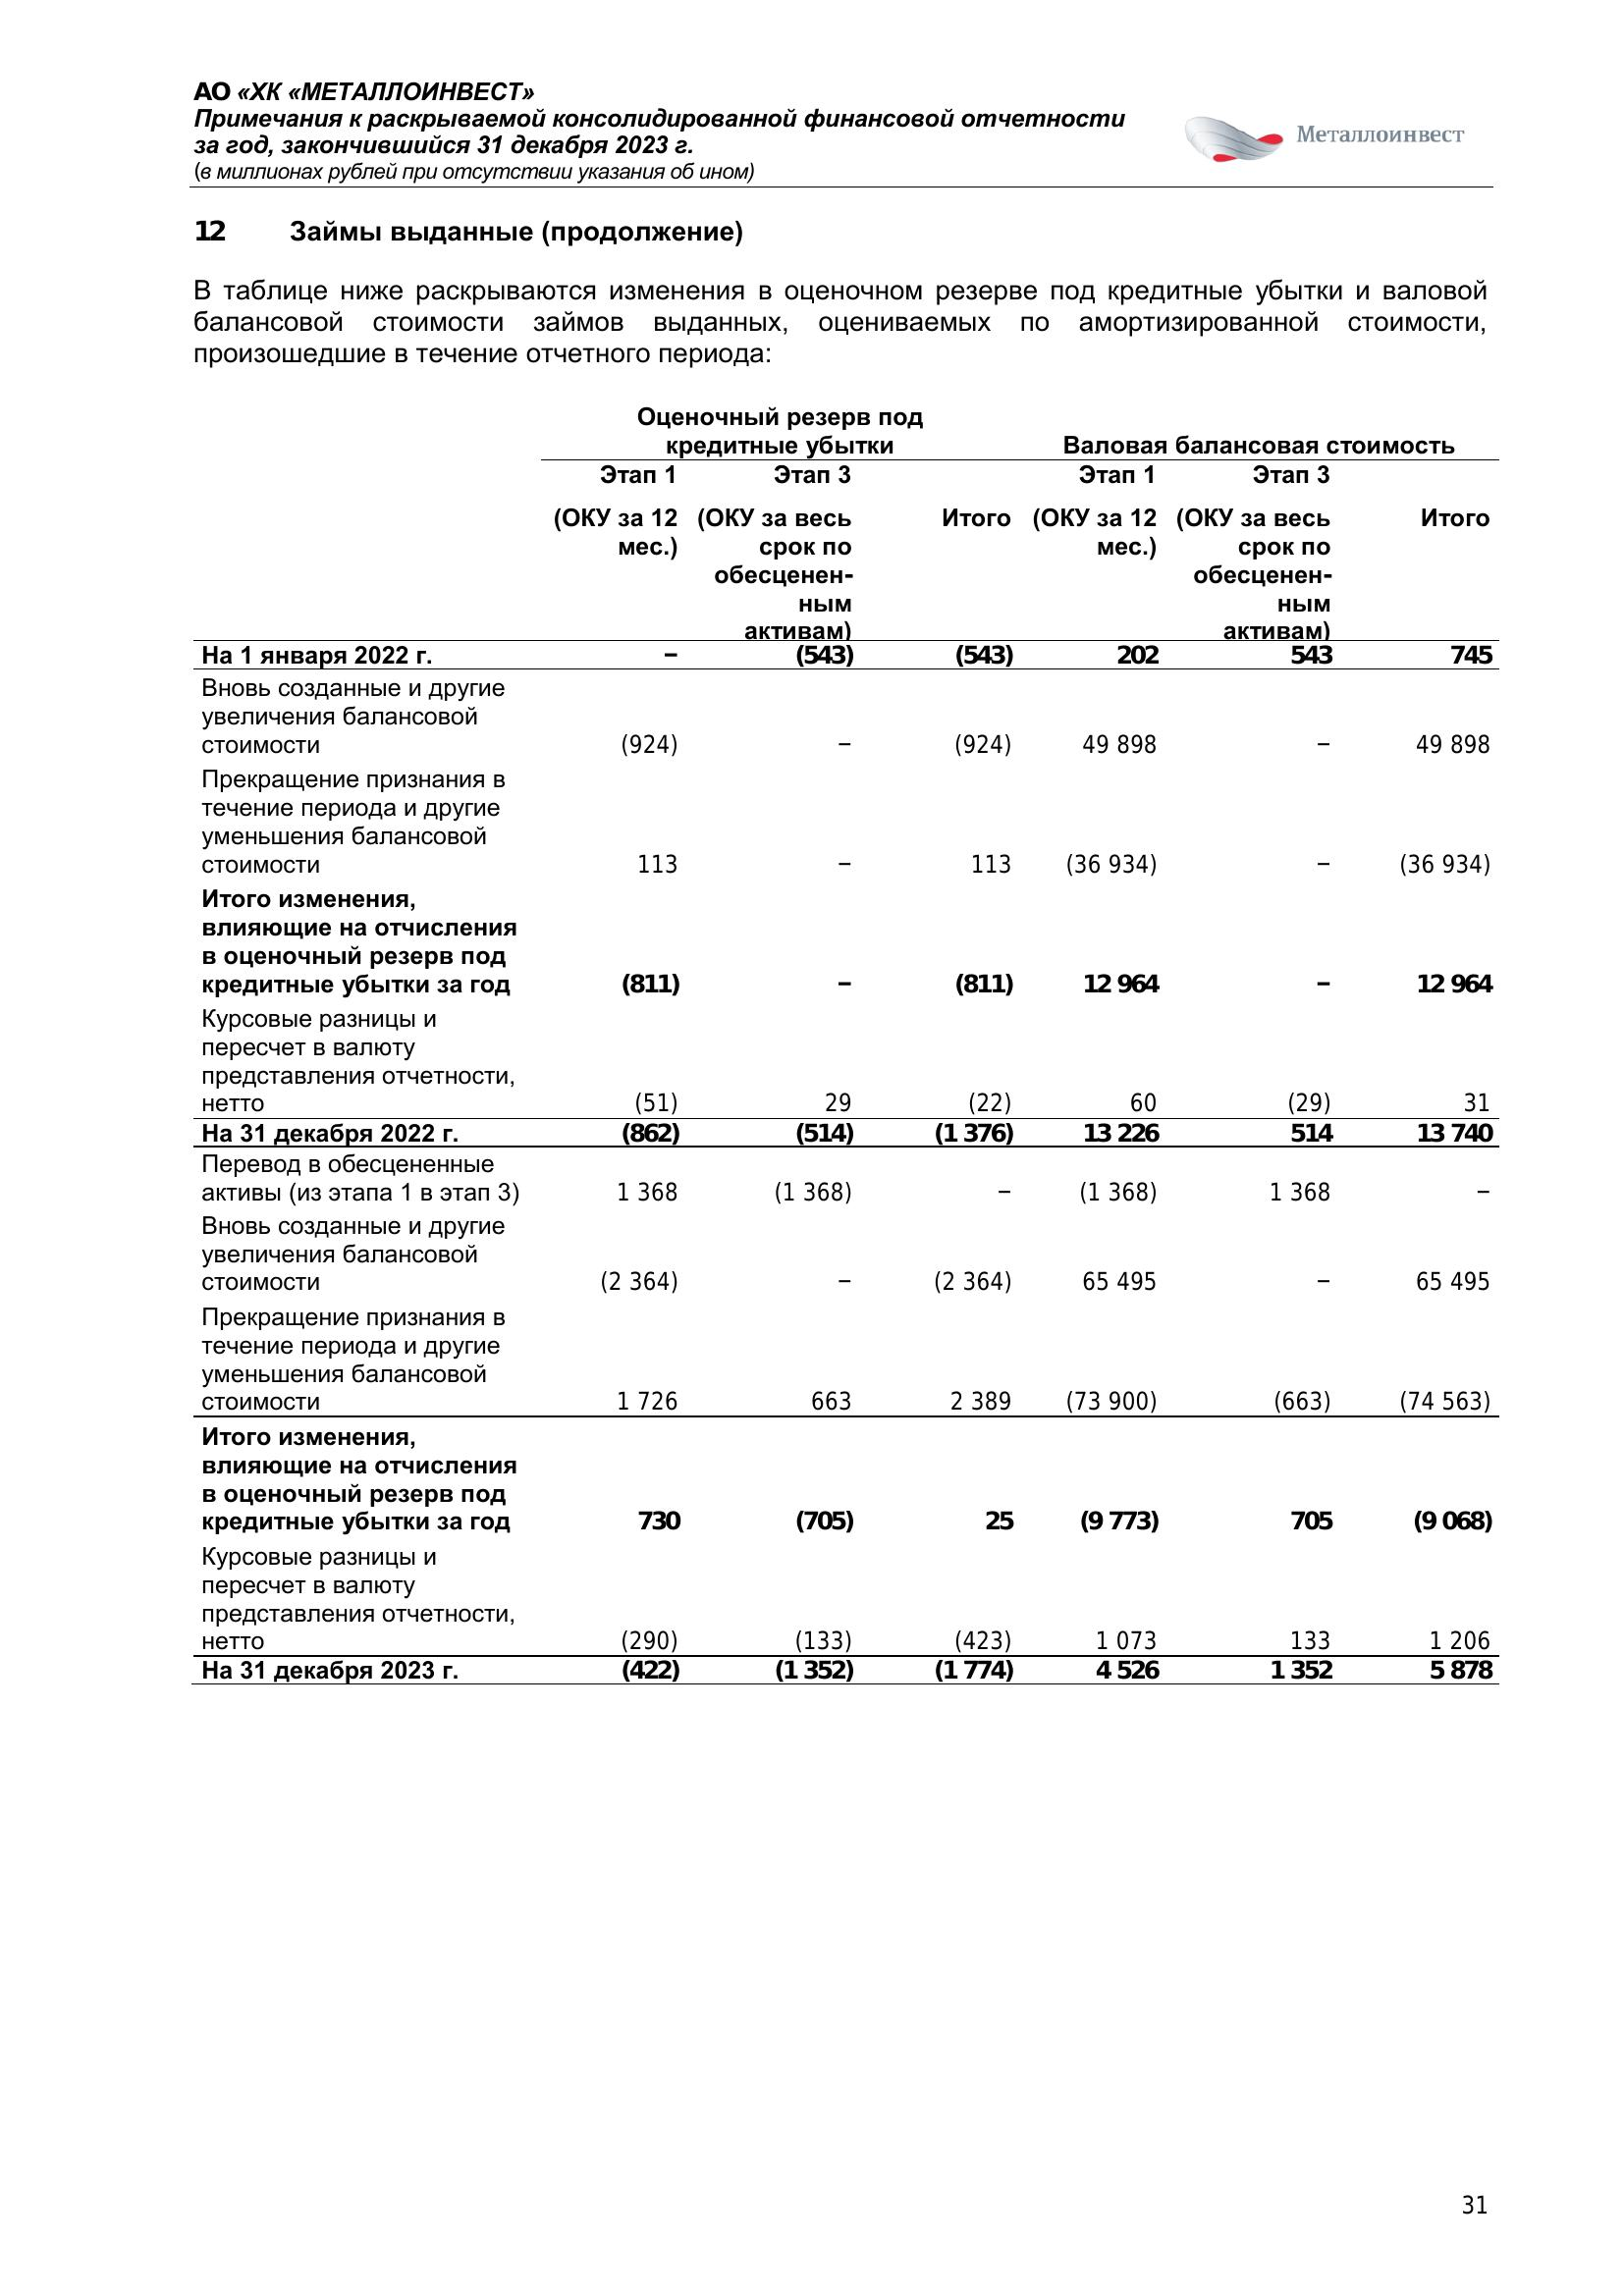 АО «ХК «МЕТАЛЛОИНВЕСТ»
Примечания к раскрываемой консолидированной финансовой отчетности
за год, закончившийся 31 декабря 2023 г.
(в миллионах рублей при отсутствии указания об ином)
Металлоинвест
12 Займы выданные (продолжение)
В таблице ниже раскрываются изменения в оценочном резерве под кредитные убытки и валовой
балансовой стоимости займов выданных, оцениваемых по амортизированной стоимости,
произошедшие в течение отчетного периода:
Оценочный резерв под
кредитные убытки Валовая балансовая стоимость
Этап 1 Этап 3 Этап 1 Этап 3
(ОКУ за 12 (ОКУ за весь Итого (ОКУ за 12 (ОКУ за весь Итого
мес.) срок по мес.) срок по
обесценен- обесценен-
ным ным
активам) активам)
На 1 января 2022 г. – (543) (543) 202 543 745
Вновь созданные и другие
увеличения балансовой
стоимости (924) – (924) 49 898 – 49 898
Прекращение признания в
течение периода и другие
уменьшения балансовой
стоимости 113 – 113 (36 934) – (36 934)
Итого изменения,
влияющие на отчисления
в оценочный резерв под
кредитные убытки за год (811) – (811) 12 964 – 12 964
Курсовые разницы и
пересчет в валюту
представления отчетности,
нетто (51) 29 (22) 60 (29) 31
На 31 декабря 2022 г. (862) (514) (1 376) 13 226 514 13 740
Перевод в обесцененные
активы (из этапа 1 в этап 3) 1 368 (1 368) – (1 368) 1 368 –
Вновь созданные и другие
увеличения балансовой
стоимости (2 364) – (2 364) 65 495 – 65 495
Прекращение признания в
течение периода и другие
уменьшения балансовой
стоимости 1 726 663 2 389 (73 900) (663) (74 563)
Итого изменения,
влияющие на отчисления
в оценочный резерв под
кредитные убытки за год 730 (705) 25 (9 773) 705 (9 068)
Курсовые разницы и
пересчет в валюту
представления отчетности,
нетто (290) (133) (423) 1 073 133 1 206
На 31 декабря 2023 г. (422) (1 352) (1 774) 4 526 1 352 5 878
31